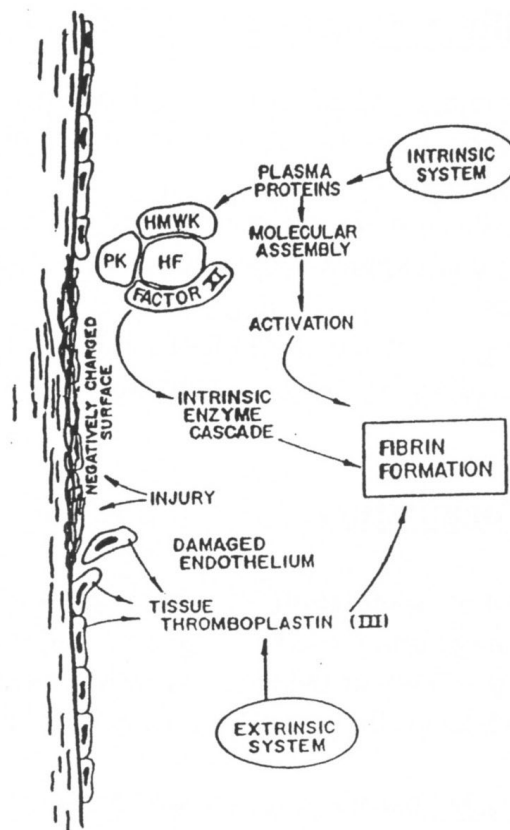 INTRINSIC
SYSTEM
PLASMA
PROTEINS
HMWK
MOLECULAR
ASSEMBLY
PK
HF
FACTOR XI
ACTIVATION
NEGATIVELY CHARGED
SURFACE
INTRINSIC
ENZYME
CASCADE
FIBRIN
FORMATION
INJURY
DAMAGED
ENDOTHELIUM
TISSUE
THROMBOPLASTIN (III)
EXTRINSIC
SYSTEM